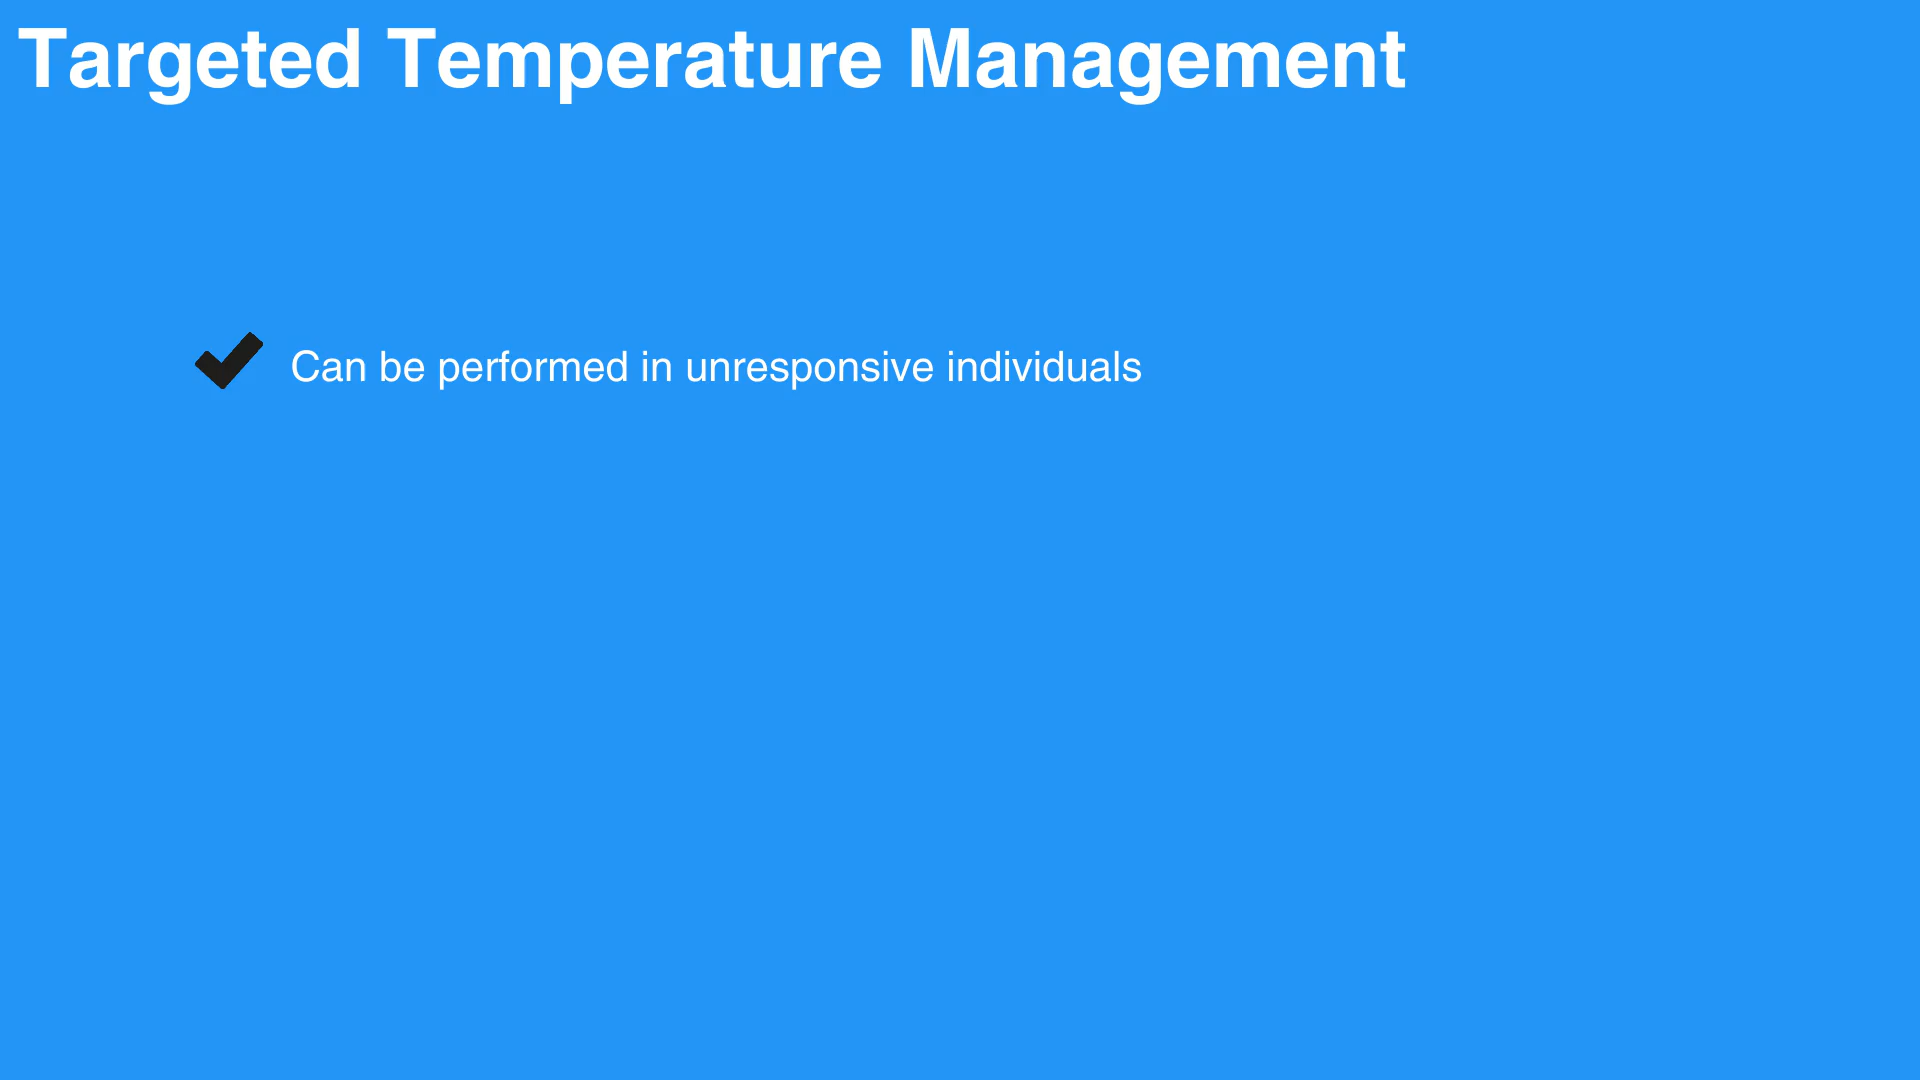 Targeted Temperature Management
Can be performed in unresponsive individuals